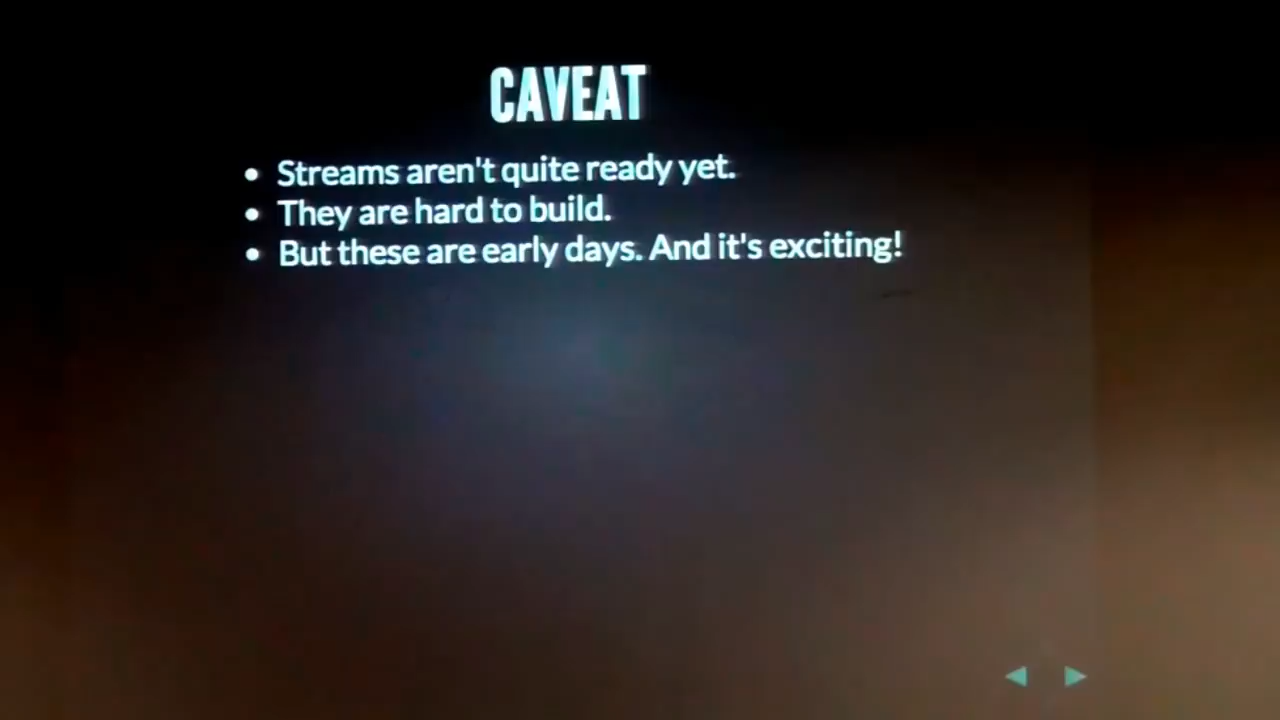 CAVEAT
• Streams aren't quite ready yet.
• They are hard to build.
• But these are early days. And it's exciting!